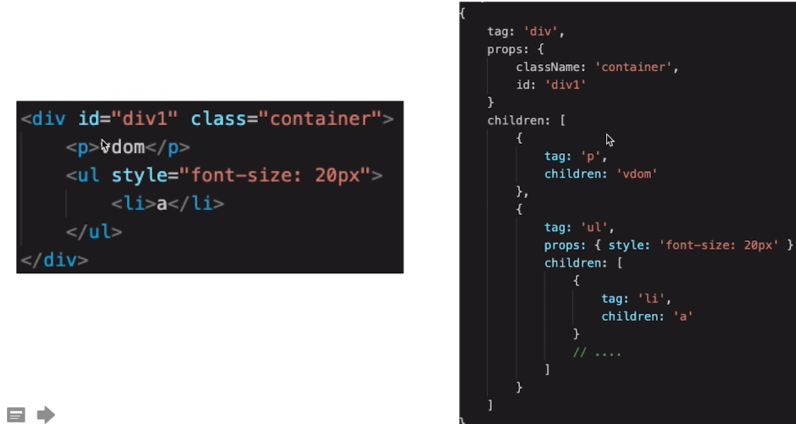 <div id="div1" class="container">
    <p>vdom</p>
    <ul style="font-size: 20px">
        <li>a</li>
    </ul>
</div>
{
    tag: 'div',
    props: {
        className: 'container',
        id: 'div1'
    }
    children: [
        {
            tag: 'p',
            children: 'vdom'
        },
        {
            tag: 'ul',
            props: { style: 'font-size: 20px' }
            children: [
                {
                    tag: 'li',
                    children: 'a'
                }
                // ....
            ]
        }
    ]
}